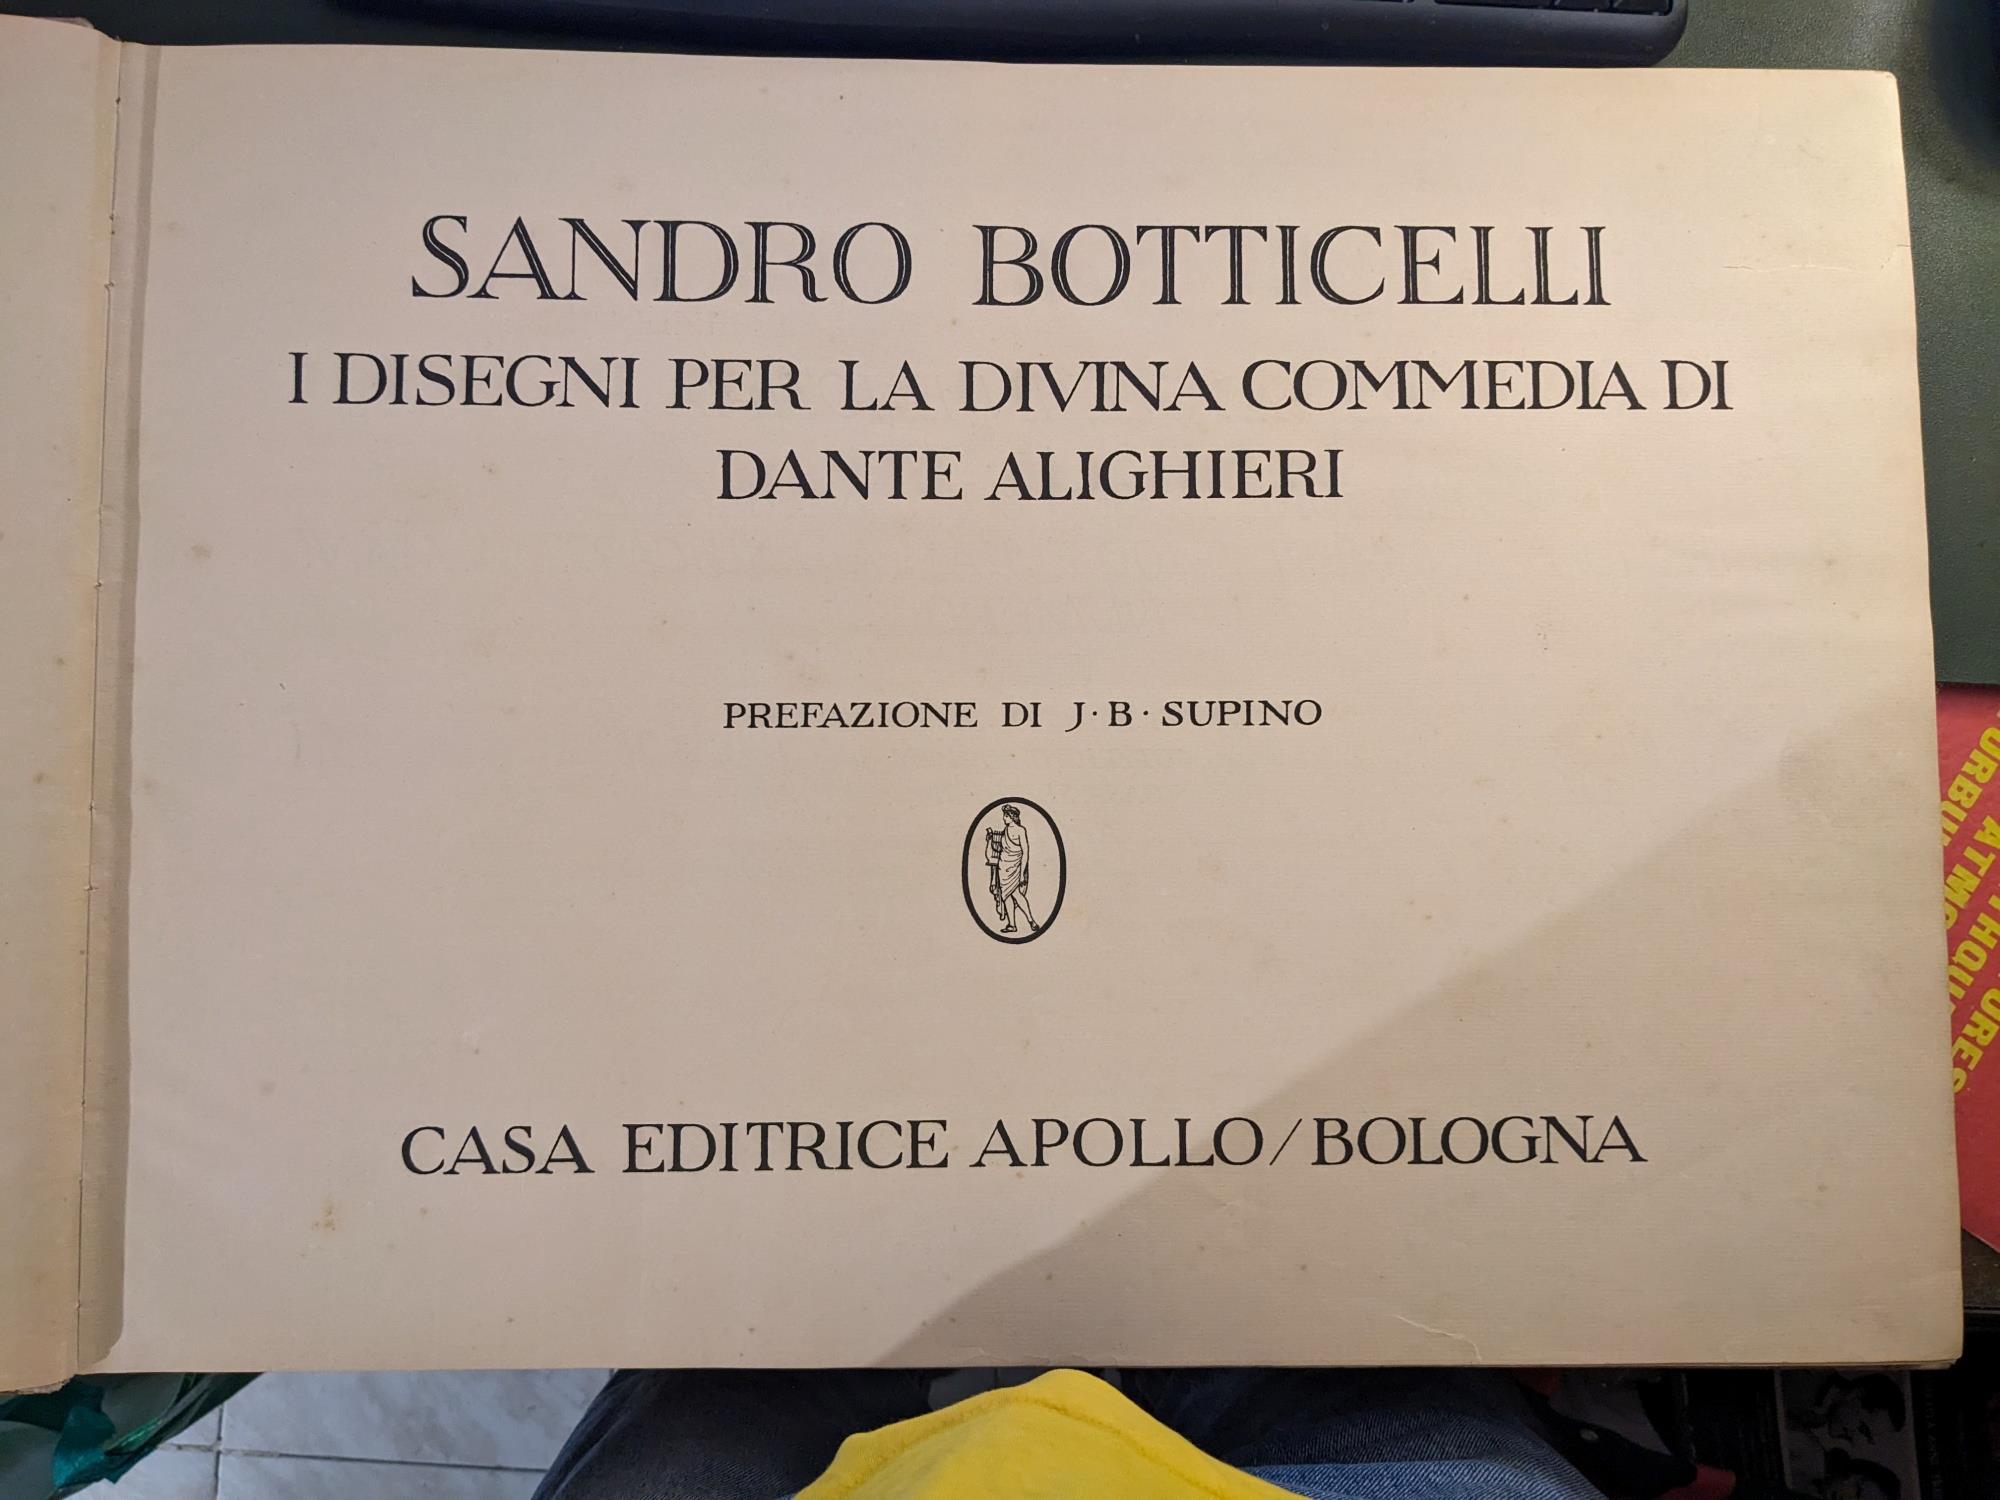 SANDRO BOTTICELLI
I DISEGNI PER LA DIVINA COMMEDIA DI
DANTE ALIGHIERI
PREFAZIONE DI J·B·SUPINO
CASA EDITRICE APOLLO/BOLOGNA